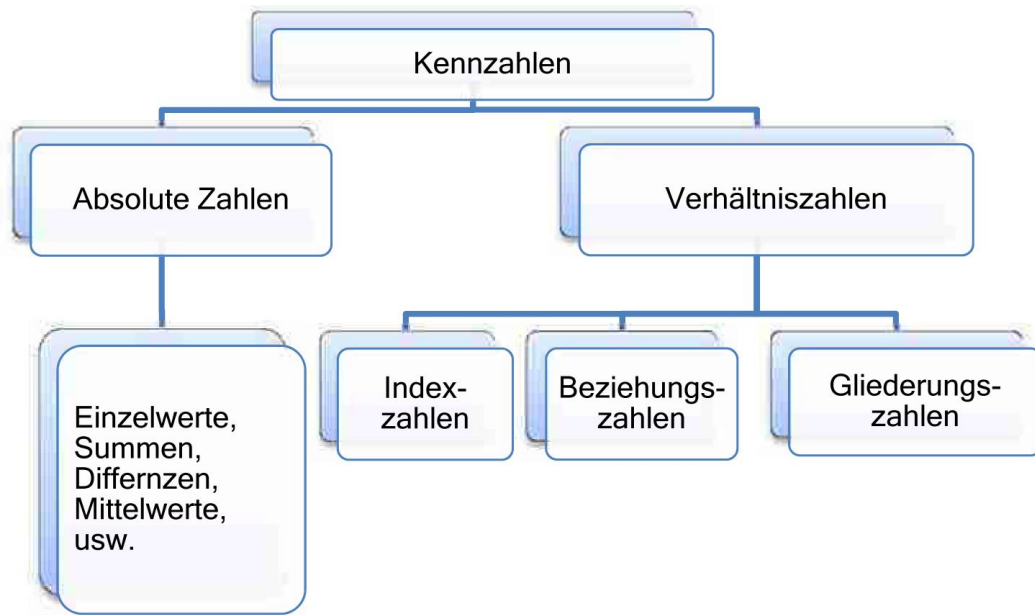 Kennzahlen
Absolute Zahlen
Verhältniszahlen
Einzelwerte,
Summen,
Differnzen,
Mittelwerte,
usw.
Index-
zahlen
Beziehungs-
zahlen
Gliederungs-
zahlen